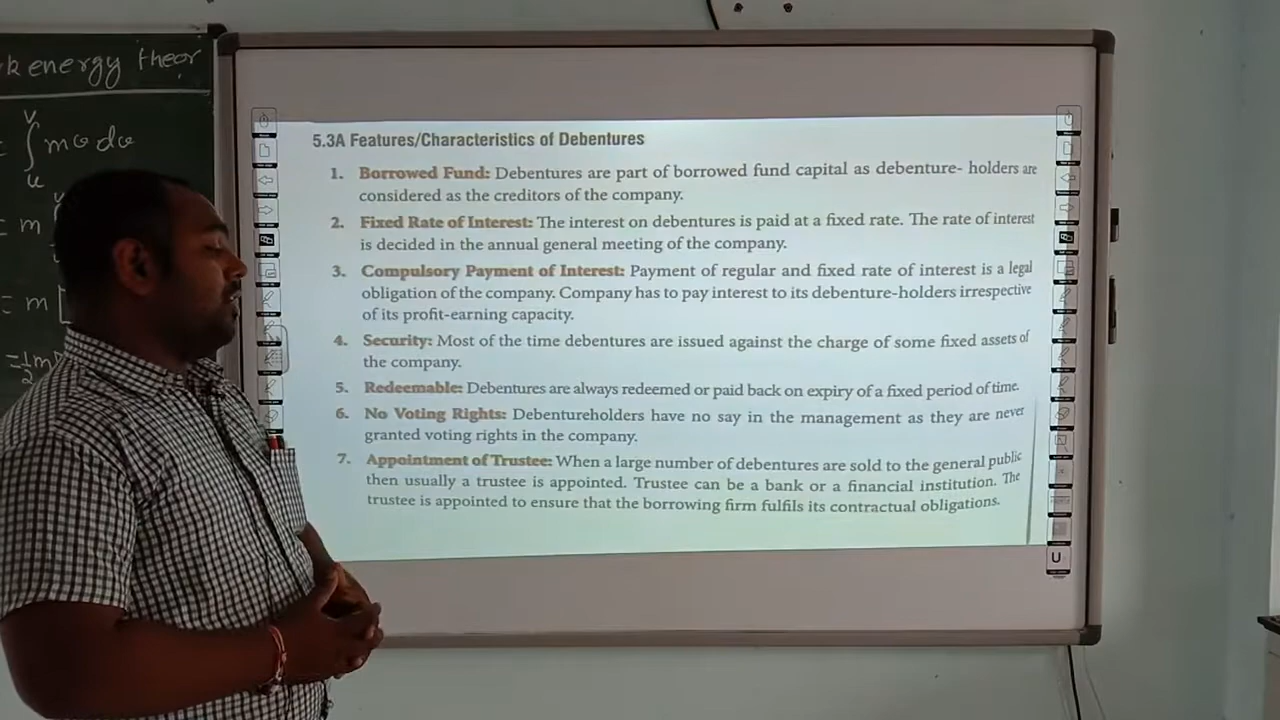 k energy theor
= ∫ mv dv
v
u
= m
= m [
= 1/2 m
5.3A Features/Characteristics of Debentures
1. Borrowed Fund: Debentures are part of borrowed fund capital as debenture- holders are
considered as the creditors of the company.
2. Fixed Rate of Interest: The interest on debentures is paid at a fixed rate. The rate of interest
is decided in the annual general meeting of the company.
3. Compulsory Payment of Interest: Payment of regular and fixed rate of interest is a legal
obligation of the company. Company has to pay interest to its debenture-holders irrespective
of its profit-earning capacity.
4. Security: Most of the time debentures are issued against the charge of some fixed assets of
the company.
5. Redeemable: Debentures are always redeemed or paid back on expiry of a fixed period of time.
6. No Voting Rights: Debentureholders have no say in the management as they are never
granted voting rights in the company.
7. Appointment of Trustee: When a large number of debentures are sold to the general public
then usually a trustee is appointed. Trustee can be a bank or a financial institution. The
trustee is appointed to ensure that the borrowing firm fulfils its contractual obligations.
U